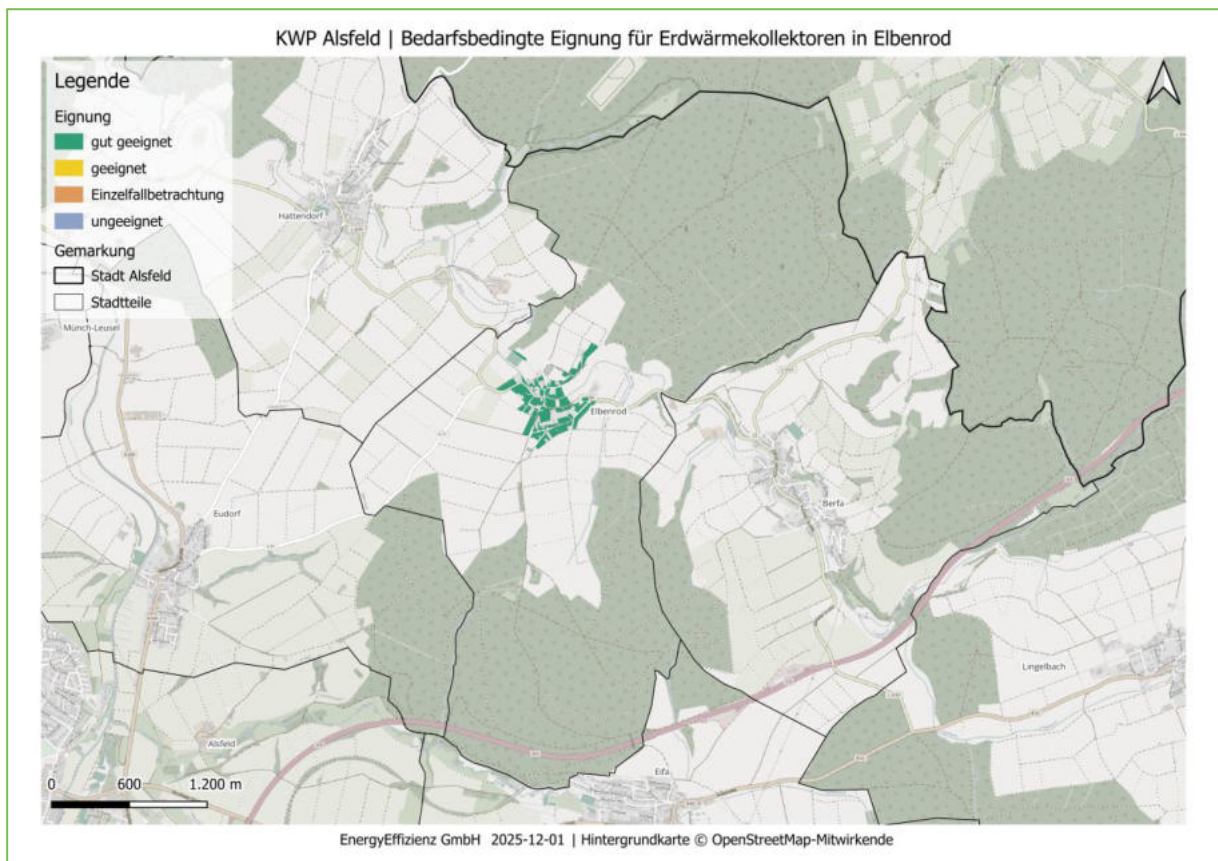 KWP Alsfeld | Bedarfsbedingte Eignung für Erdwärmekollektoren in Elbenrod
Legende
Eignung
gut geeignet
geeignet
Einzelfallbetrachtung
ungeeignet
Gemarkung
Stadt Alsfeld
Stadtteile
Hattendorf
Münch-Leusel
Elbenrod
Berfa
Eudorf
Lingelbach
Alsfeld
Eifa
0 600 1.200 m
EnergyEffizienz GmbH 2025-12-01 | Hintergrundkarte © OpenStreetMap-Mitwirkende